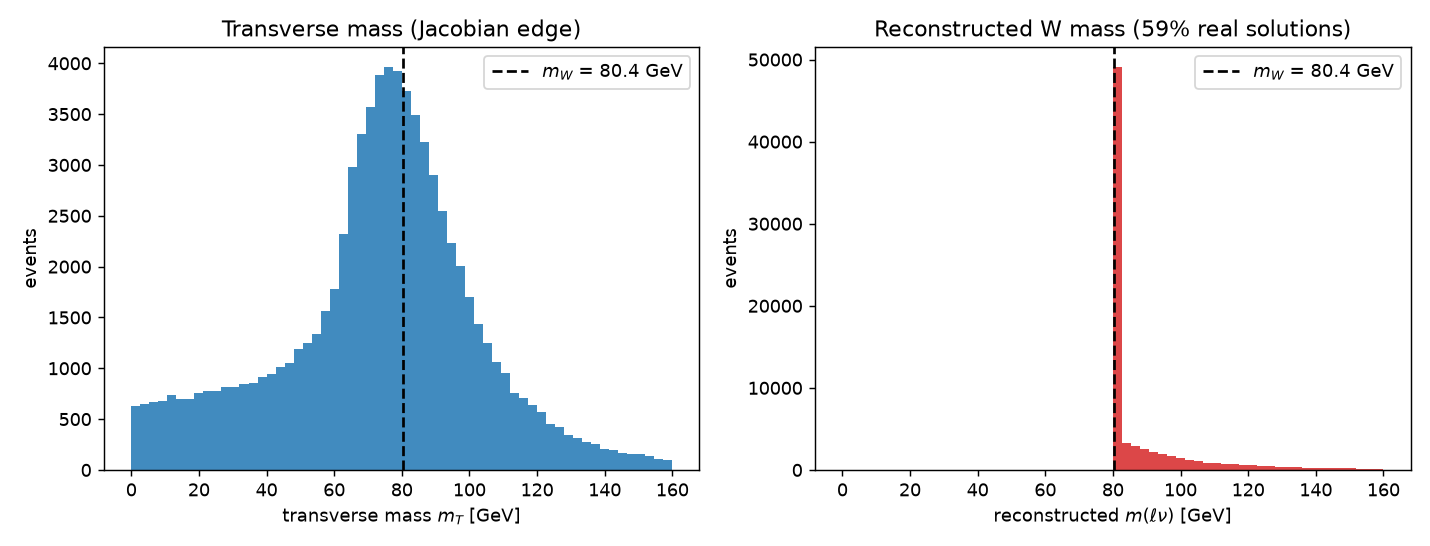 Transverse mass (Jacobian edge)
m_W = 80.4 GeV
events
4000
3500
3000
2500
2000
1500
1000
500
0
0 20 40 60 80 100 120 140 160
transverse mass m_T [GeV]
Reconstructed W mass (59% real solutions)
m_W = 80.4 GeV
events
50000
40000
30000
20000
10000
0
0 20 40 60 80 100 120 140 160
reconstructed m(ℓν) [GeV]